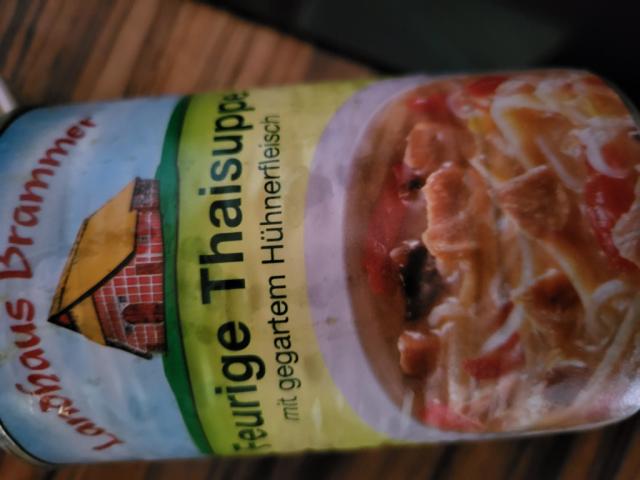 Landhaus Brammer
Feurige Thaisuppe
mit gegartem Hühnerfleisch